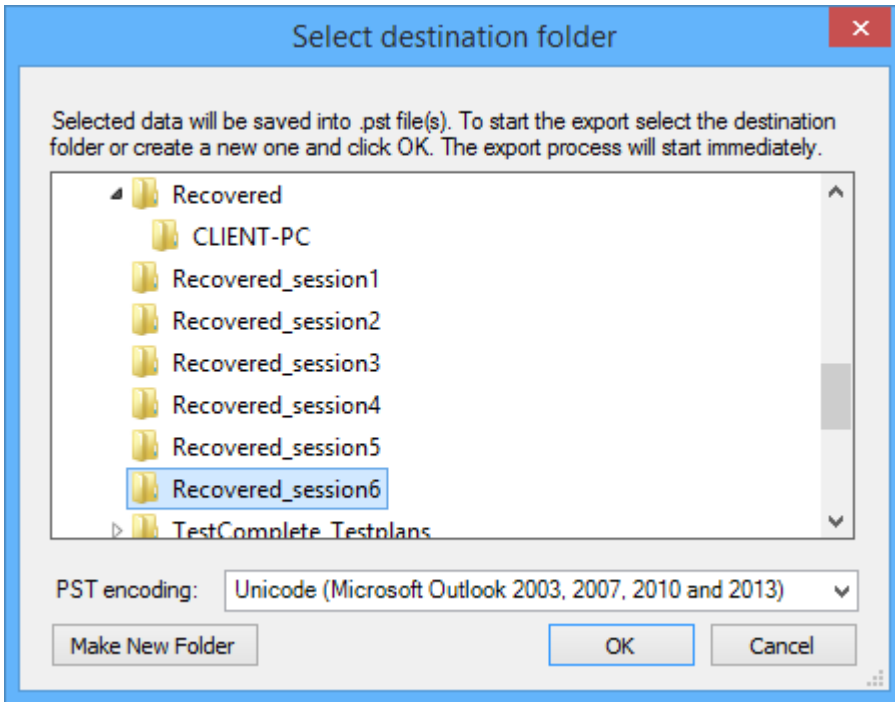 Select destination folder
Selected data will be saved into .pst file(s). To start the export select the destination
folder or create a new one and click OK. The export process will start immediately.
Recovered
CLIENT-PC
Recovered_session1
Recovered_session2
Recovered_session3
Recovered_session4
Recovered_session5
Recovered_session6
TestComplete_Testplans
PST encoding: Unicode (Microsoft Outlook 2003, 2007, 2010 and 2013)
Make New Folder OK Cancel